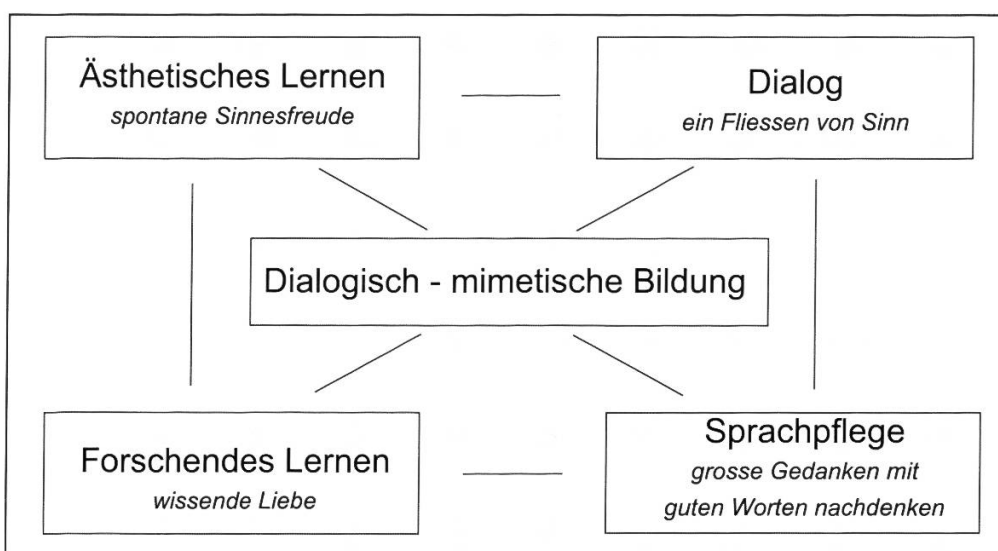 Ästhetisches Lernen
spontane Sinnesfreude
Dialog
ein Fliessen von Sinn
Dialogisch - mimetische Bildung
Forschendes Lernen
wissende Liebe
Sprachpflege
grosse Gedanken mit
guten Worten nachdenken